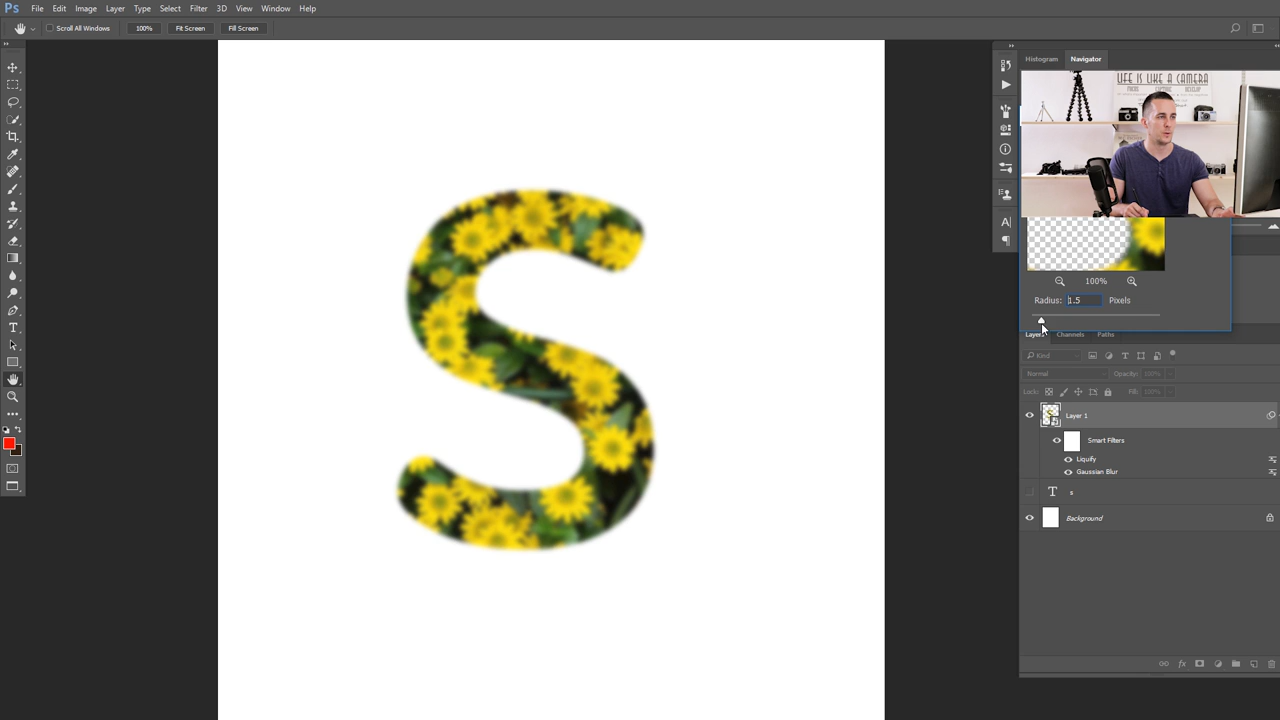 Ps File Edit Image Layer Type Select Filter 3D View Window Help
Scroll All Windows 100% Fit Screen Fill Screen
Histogram Navigator
LIFE IS LIKE A CAMERA
S
100%
Radius: 1.5 Pixels
Layers Channels Paths
Kind
Normal Opacity: 100%
Lock: Fill: 100%
Layer 1
Smart Filters
Liquify
Gaussian Blur
s
Background